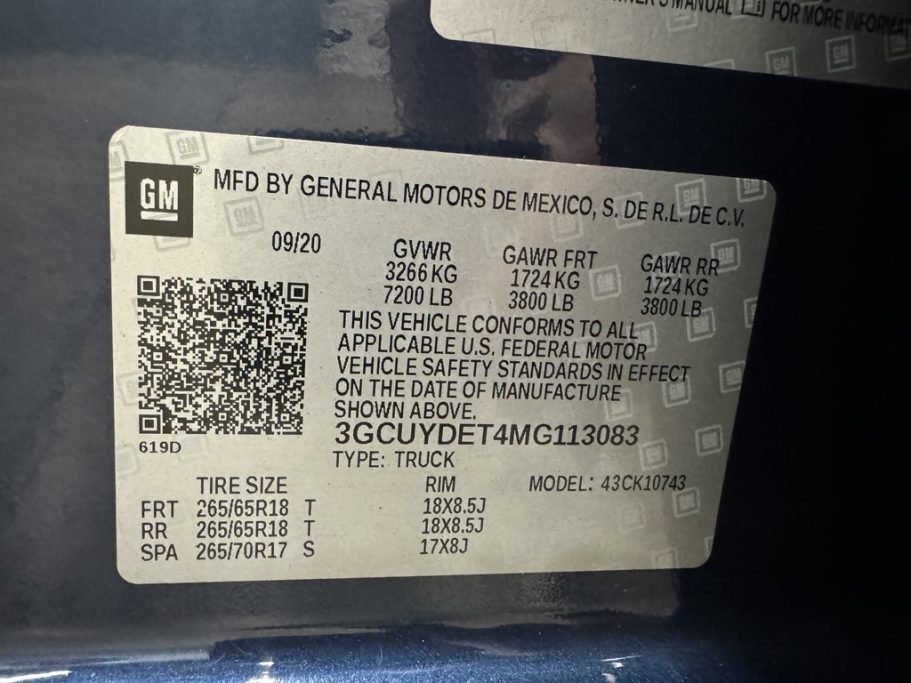 OWNER'S MANUAL FOR MORE INFORMAT
GM
MFD BY GENERAL MOTORS DE MEXICO, S. DE R.L. DE C.V.
09/20 GVWR GAWR FRT GAWR RR
3266 KG 1724 KG 1724 KG
7200 LB 3800 LB 3800 LB
THIS VEHICLE CONFORMS TO ALL
APPLICABLE U.S. FEDERAL MOTOR
VEHICLE SAFETY STANDARDS IN EFFECT
ON THE DATE OF MANUFACTURE
SHOWN ABOVE.
3GCUYDET4MG113083
619D
TYPE: TRUCK
TIRE SIZE RIM MODEL: 43CK10743
FRT 265/65R18 T 18X8.5J
RR 265/65R18 T 18X8.5J
SPA 265/70R17 S 17X8J